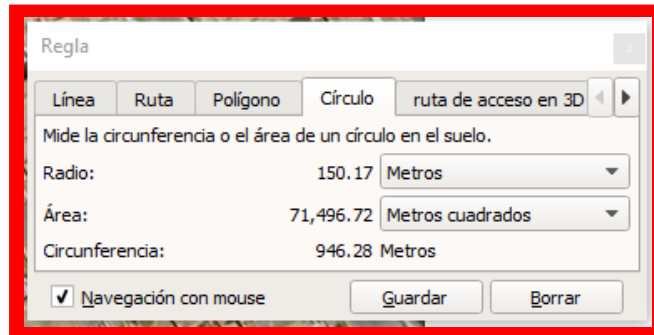 Regla
Línea Ruta Polígono Círculo ruta de acceso en 3D
Mide la circunferencia o el área de un círculo en el suelo.
Radio: 150.17 Metros
Área: 71,496.72 Metros cuadrados
Circunferencia: 946.28 Metros
Navegación con mouse Guardar Borrar